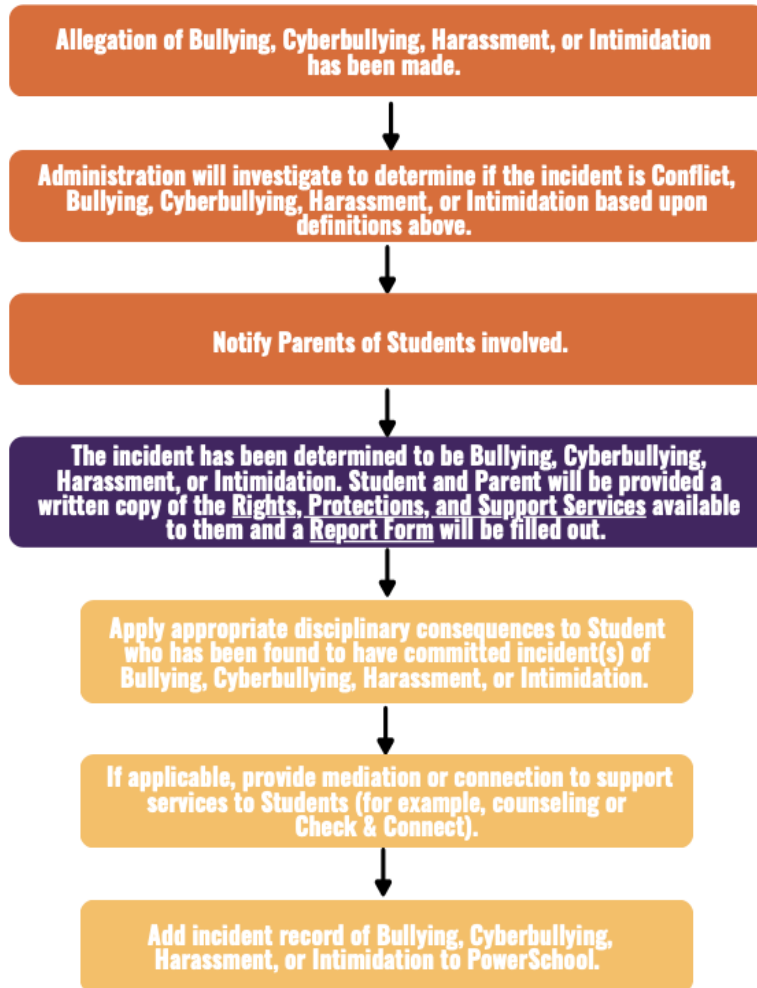 Allegation of Bullying, Cyberbullying, Harassment, or Intimidation
has been made.
Administration will investigate to determine if the incident is Conflict,
Bullying, Cyberbullying, Harassment, or Intimidation based upon
definitions above.
Notify Parents of Students involved.
The incident has been determined to be Bullying, Cyberbullying,
Harassment, or Intimidation. Student and Parent will be provided a
written copy of the Rights, Protections, and Support Services available
to them and a Report Form will be filled out.
Apply appropriate disciplinary consequences to Student
who has been found to have committed incident(s) of
Bullying, Cyberbullying, Harassment, or Intimidation.
If applicable, provide mediation or connection to support
services to Students (for example, counseling or
Check & Connect).
Add incident record of Bullying, Cyberbullying,
Harassment, or Intimidation to PowerSchool.